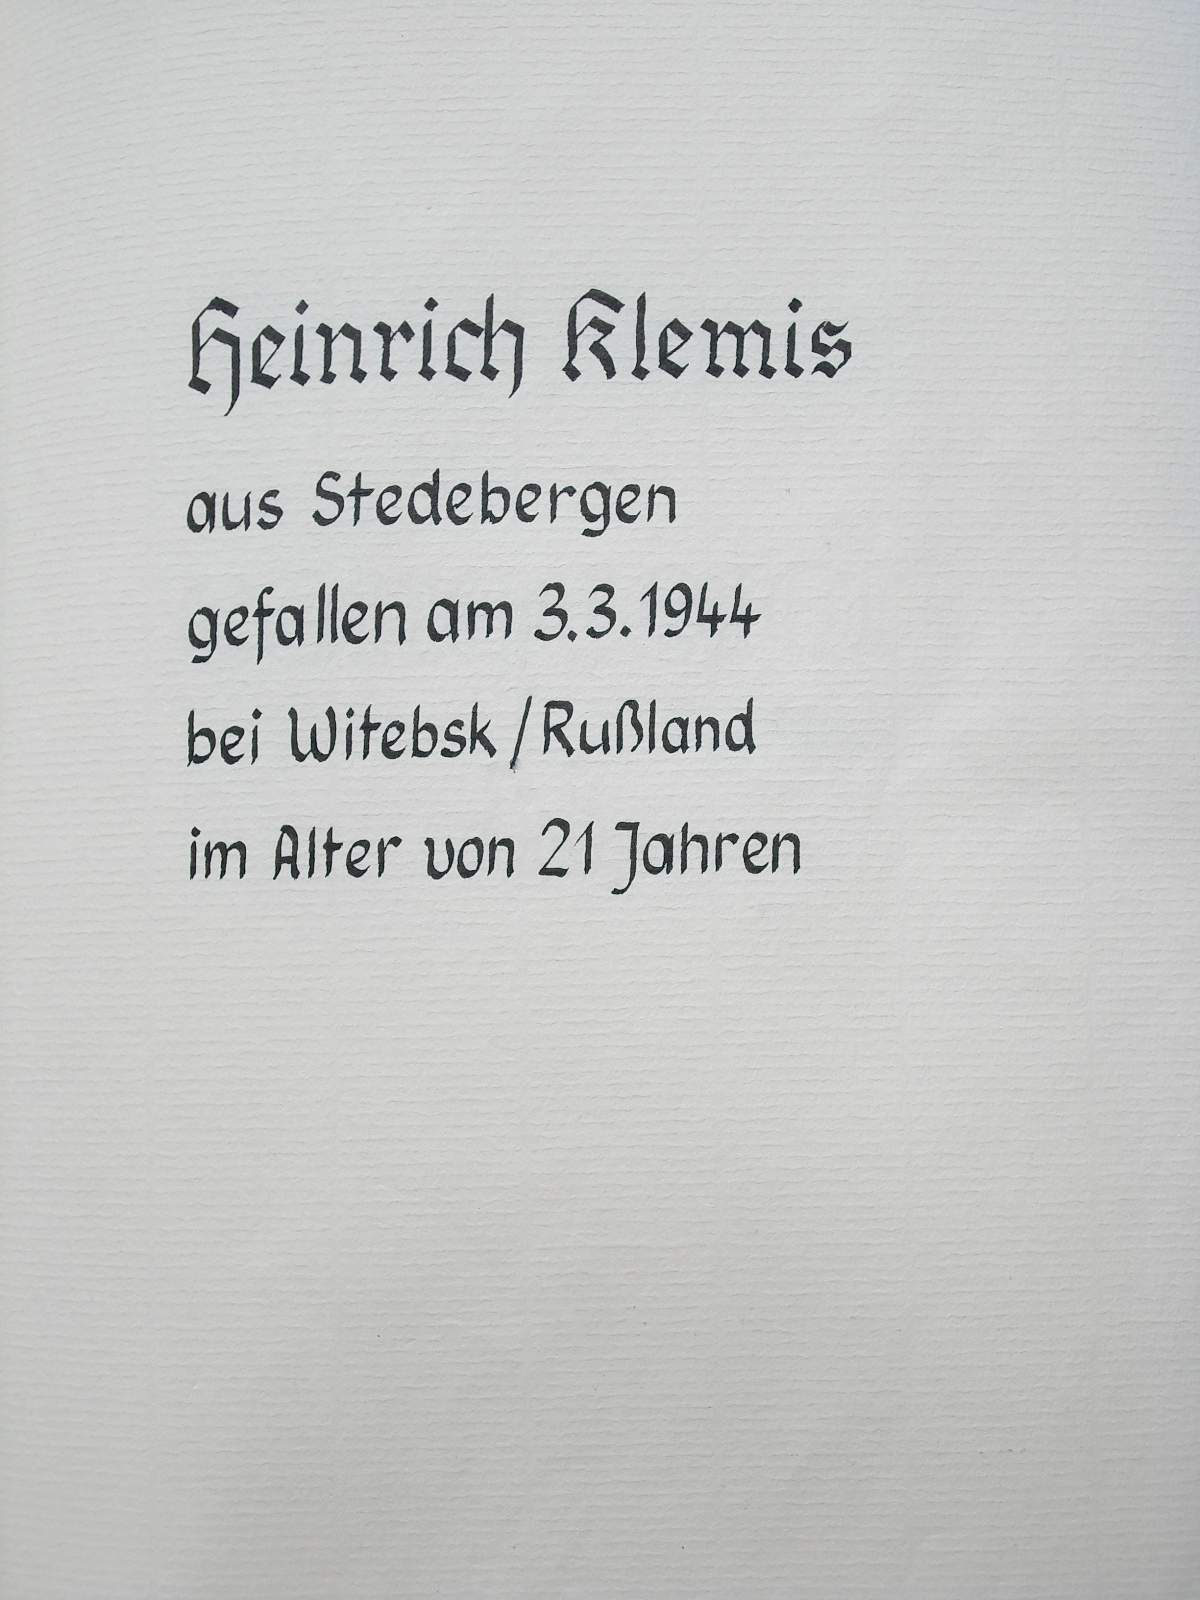 Heinrich Klemis
aus Stedebergen
gefallen am 3.3.1944
bei Witebsk/Rußland
im Alter von 21 Jahren